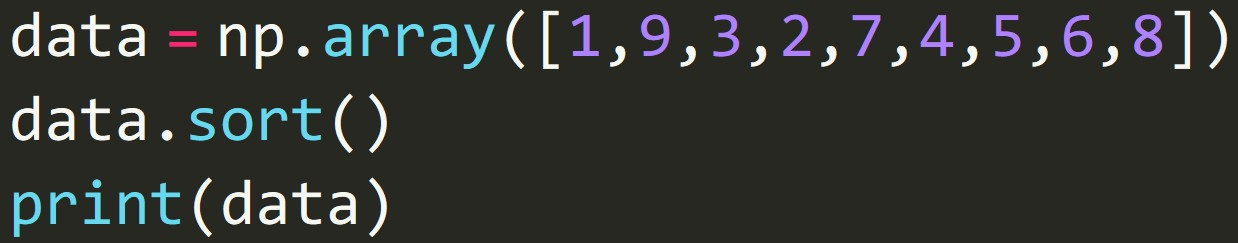 data = np.array([1,9,3,2,7,4,5,6,8])
data.sort()
print(data)